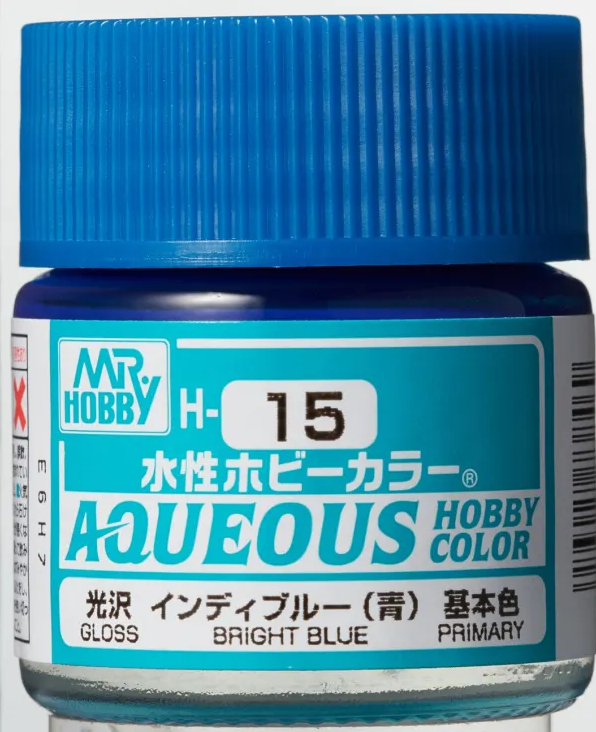 MR.
HOBBY
H-15
水性ホビーカラー®
AQUEOUS HOBBY
COLOR
光沢 インディブルー（青） 基本色
GLOSS BRIGHT BLUE PRIMARY
E6H7